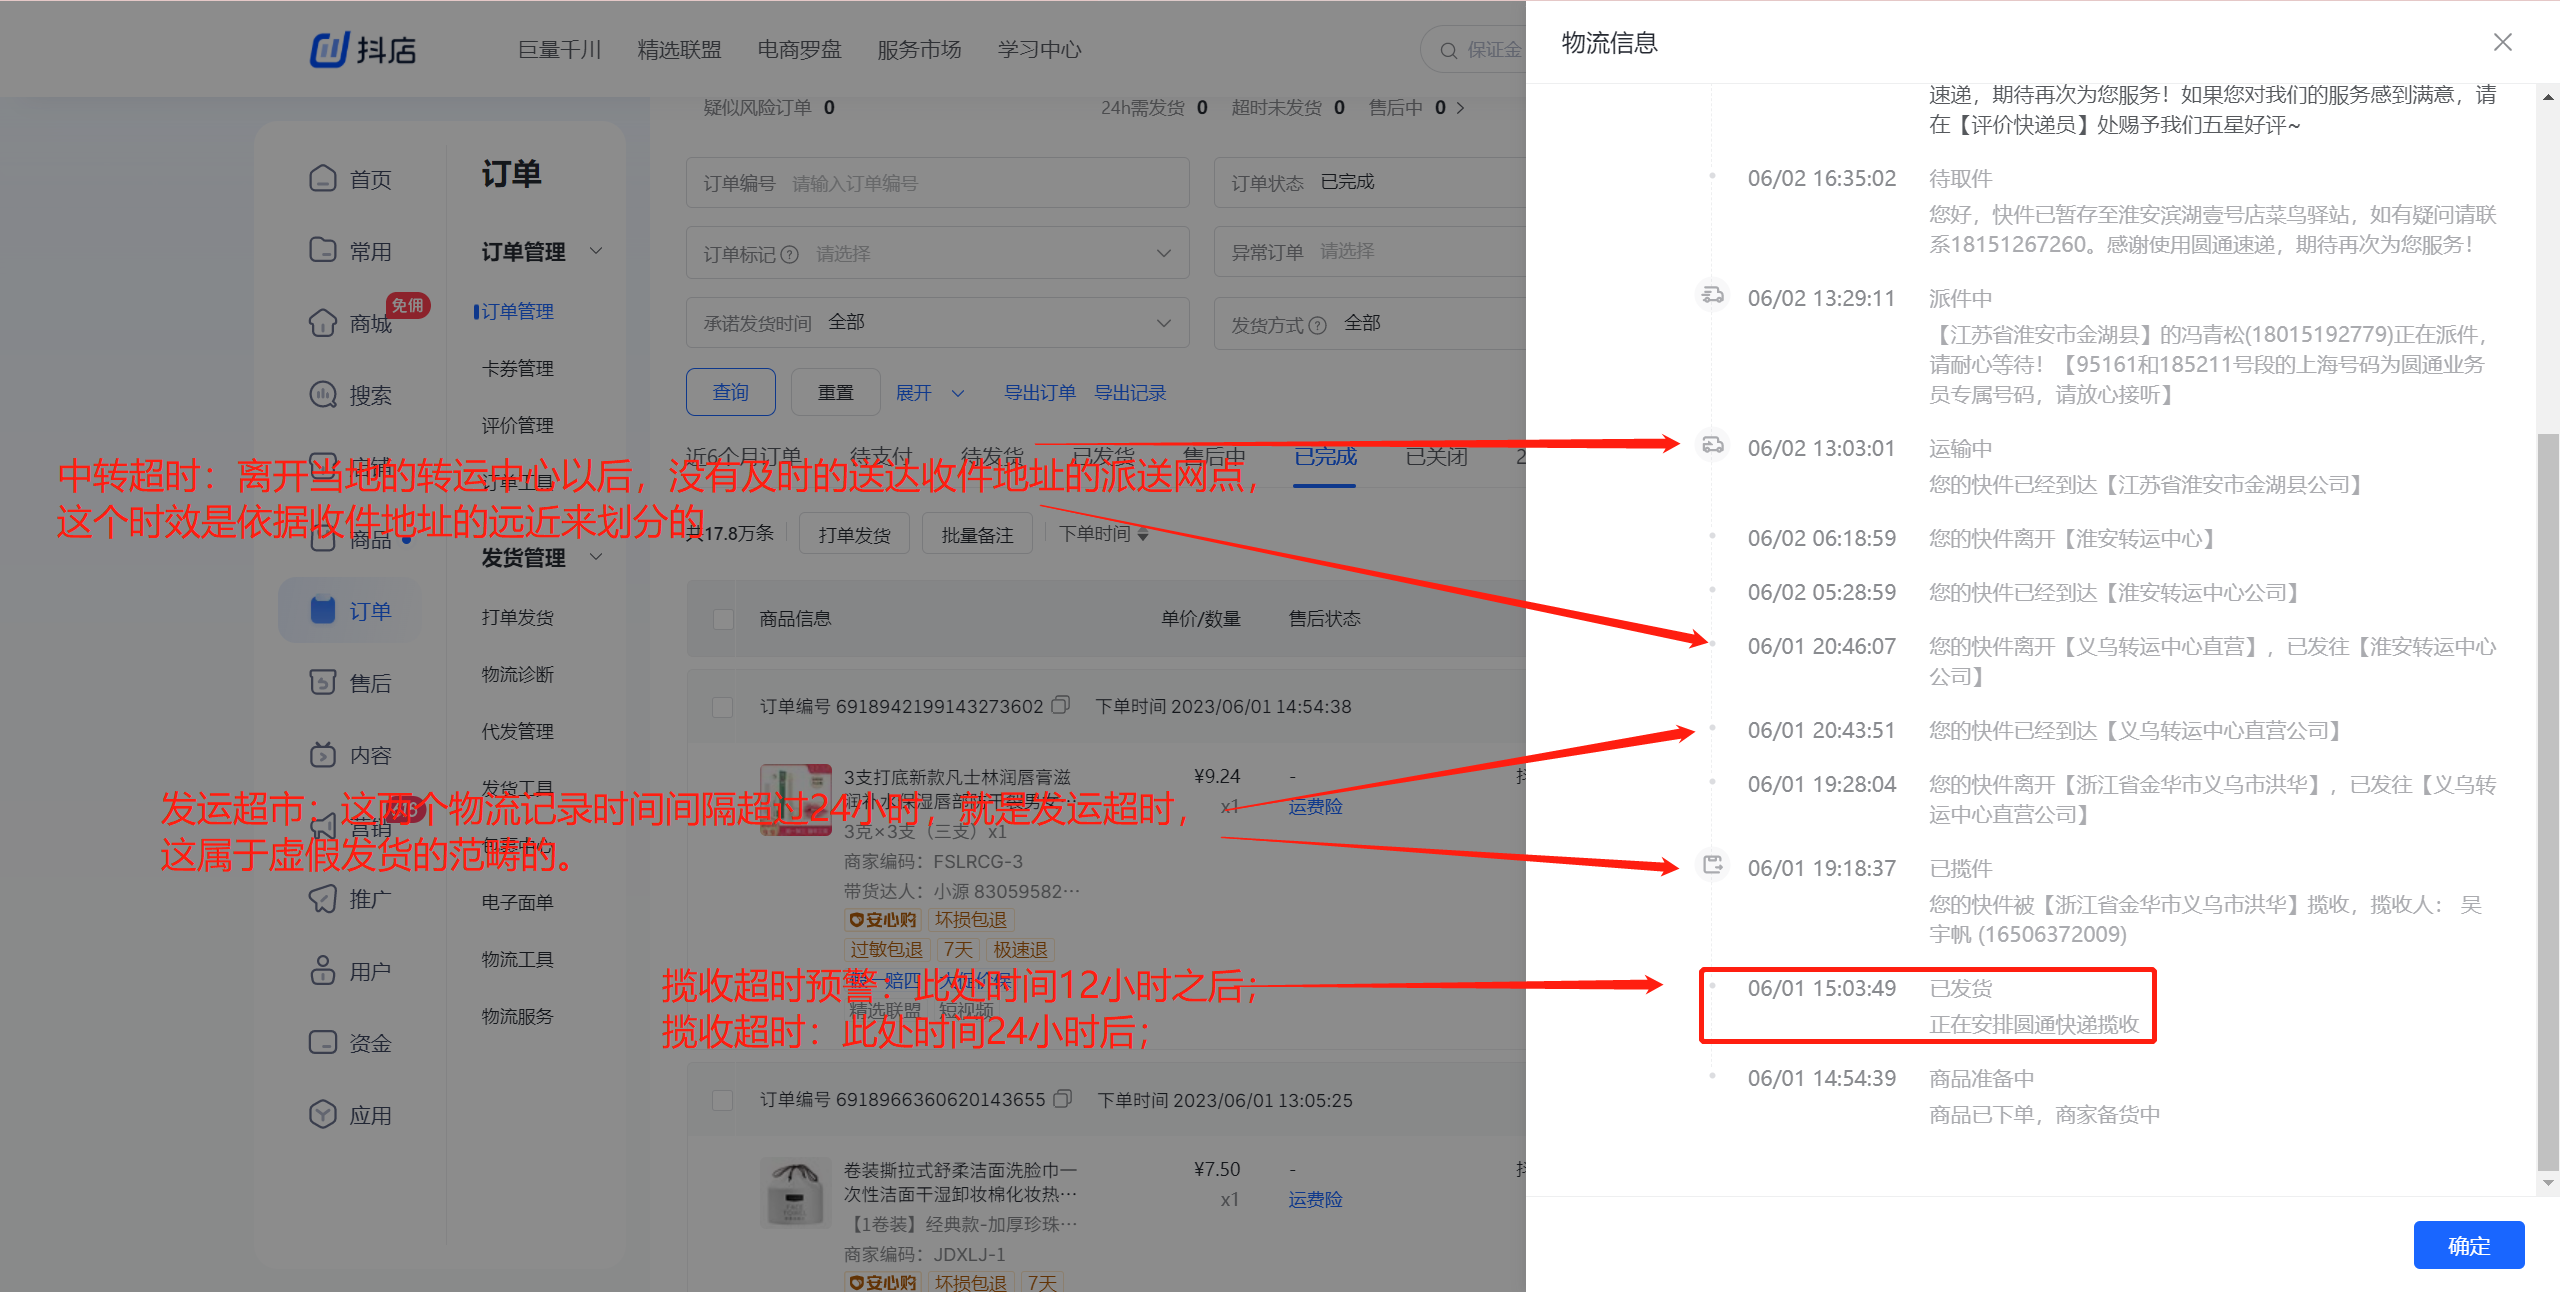 抖店
巨量千川
精选联盟
电商罗盘
服务市场
学习中心
保证金
首页
常用
商城
免佣
搜索
店铺
商品
订单
售后
内容
营销
推广
用户
资金
应用
订单
订单管理
订单管理
卡券管理
评价管理
订单工具
发货管理
打单发货
物流诊断
代发管理
发货工具
包裹中心
电子面单
物流工具
物流服务
疑似风险订单 0
24h需发货 0
超时未发货 0
售后中 0
订单编号 请输入订单编号
订单状态 已完成
订单标记 请选择
异常订单 请选择
承诺发货时间 全部
发货方式 全部
查询
重置
展开
导出订单
导出记录
近6个月订单
待支付
待发货
已发货
售后中
已完成
已关闭
共17.8万条
打单发货
批量备注
下单时间
商品信息
单价/数量
售后状态
订单编号 6918942199143273602
下单时间 2023/06/01 14:54:38
3支打底新款凡士林润唇膏滋
¥9.24
-
x1
运费险
3克×3支（三支）x1
商家编码：FSLRCG-3
带货达人：小源 83059582…
安心购 坏损包退
过敏包退 7天 极速退
假一赔四 大促价保
精选联盟 短视频
订单编号 6918966360620143655
下单时间 2023/06/01 13:05:25
卷装撕拉式舒柔洁面洗脸巾一
次性洁面干湿卸妆棉化妆热…
¥7.50
-
x1
运费险
【1卷装】经典款-加厚珍珠…
商家编码：JDXLJ-1
安心购 坏损包退 7天
中转超时：离开当地的转运中心以后，没有及时的送达收件地址的派送网点，
这个时效是依据收件地址的远近来划分的
发运超市：这两个物流记录时间间隔超过24小时，就是发运超时，
这属于虚假发货的范畴的。
揽收超时预警：此处时间12小时之后；
揽收超时：此处时间24小时后；
物流信息
速递，期待再次为您服务！如果您对我们的服务感到满意，请
在【评价快递员】处赐予我们五星好评~
06/02 16:35:02 待取件
您好，快件已暂存至淮安滨湖壹号店菜鸟驿站，如有疑问请联
系18151267260。感谢使用圆通速递，期待再次为您服务！
06/02 13:29:11 派件中
【江苏省淮安市金湖县】的冯青松(18015192779)正在派件，
请耐心等待！【95161和185211号段的上海号码为圆通业务
员专属号码，请放心接听】
06/02 13:03:01 运输中
您的快件已经到达【江苏省淮安市金湖县公司】
06/02 06:18:59 您的快件离开【淮安转运中心】
06/02 05:28:59 您的快件已经到达【淮安转运中心公司】
06/01 20:46:07 您的快件离开【义乌转运中心直营】，已发往【淮安转运中心
公司】
06/01 20:43:51 您的快件已经到达【义乌转运中心直营公司】
06/01 19:28:04 您的快件离开【浙江省金华市义乌市洪华】，已发往【义乌转
运中心直营公司】
06/01 19:18:37 已揽件
您的快件被【浙江省金华市义乌市洪华】揽收，揽收人： 吴
宇帆 (16506372009)
06/01 15:03:49 已发货
正在安排圆通快递揽收
06/01 14:54:39 商品准备中
商品已下单，商家备货中
确定